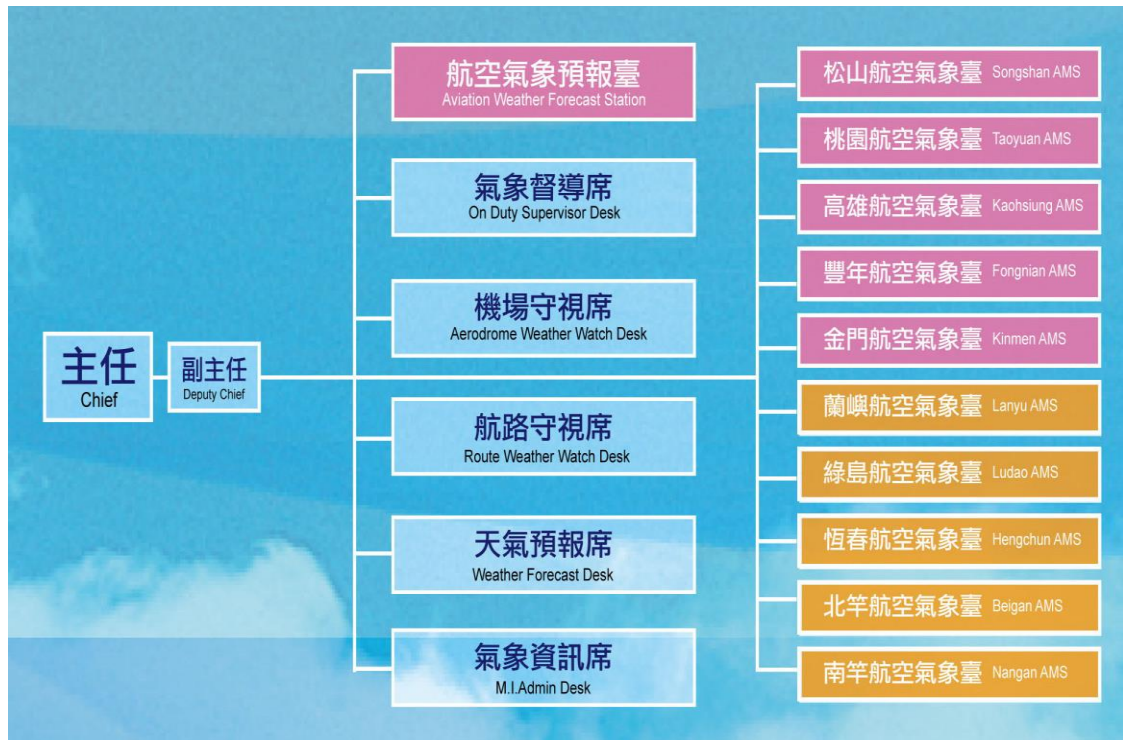 主任
Chief
副主任
Deputy Chief
航空氣象預報臺
Aviation Weather Forecast Station
氣象督導席
On Duty Supervisor Desk
機場守視席
Aerodrome Weather Watch Desk
航路守視席
Route Weather Watch Desk
天氣預報席
Weather Forecast Desk
氣象資訊席
M.I.Admin Desk
松山航空氣象臺 Songshan AMS
桃園航空氣象臺 Taoyuan AMS
高雄航空氣象臺 Kaohsiung AMS
豐年航空氣象臺 Fongnian AMS
金門航空氣象臺 Kinmen AMS
蘭嶼航空氣象臺 Lanyu AMS
綠島航空氣象臺 Ludao AMS
恆春航空氣象臺 Hengchun AMS
北竿航空氣象臺 Beigan AMS
南竿航空氣象臺 Nangan AMS